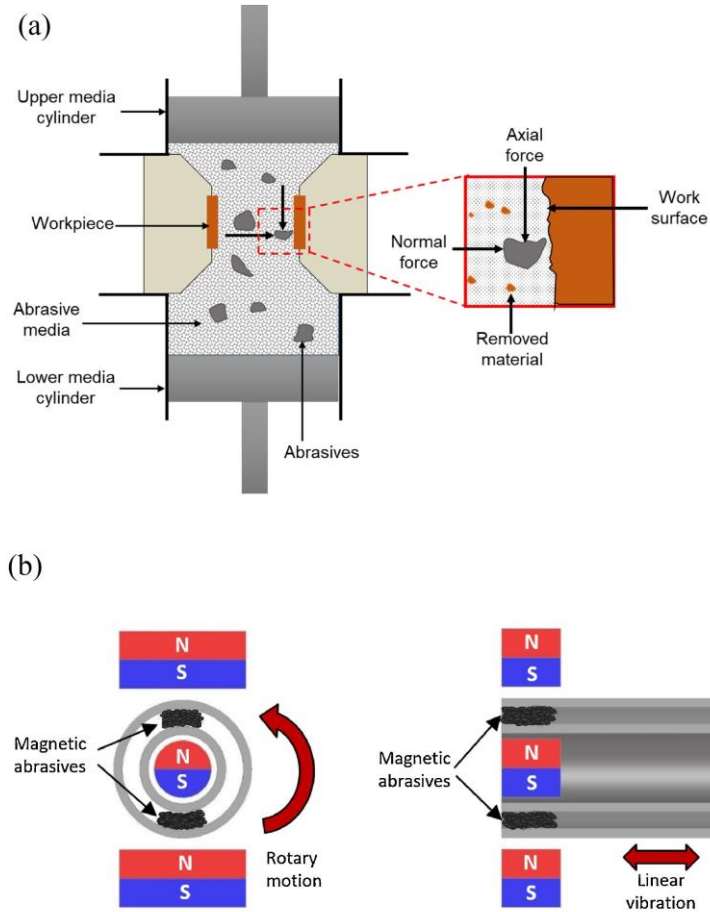 (a)
Upper media
cylinder
Workpiece
Abrasive
media
Lower media
cylinder
Abrasives
Axial
force
Work
surface
Normal
force
Removed
material
(b)
N
S
Magnetic
abrasives
N
S
N
S
Rotary
motion
N
S
Magnetic
abrasives
N
S
N
S
Linear
vibration